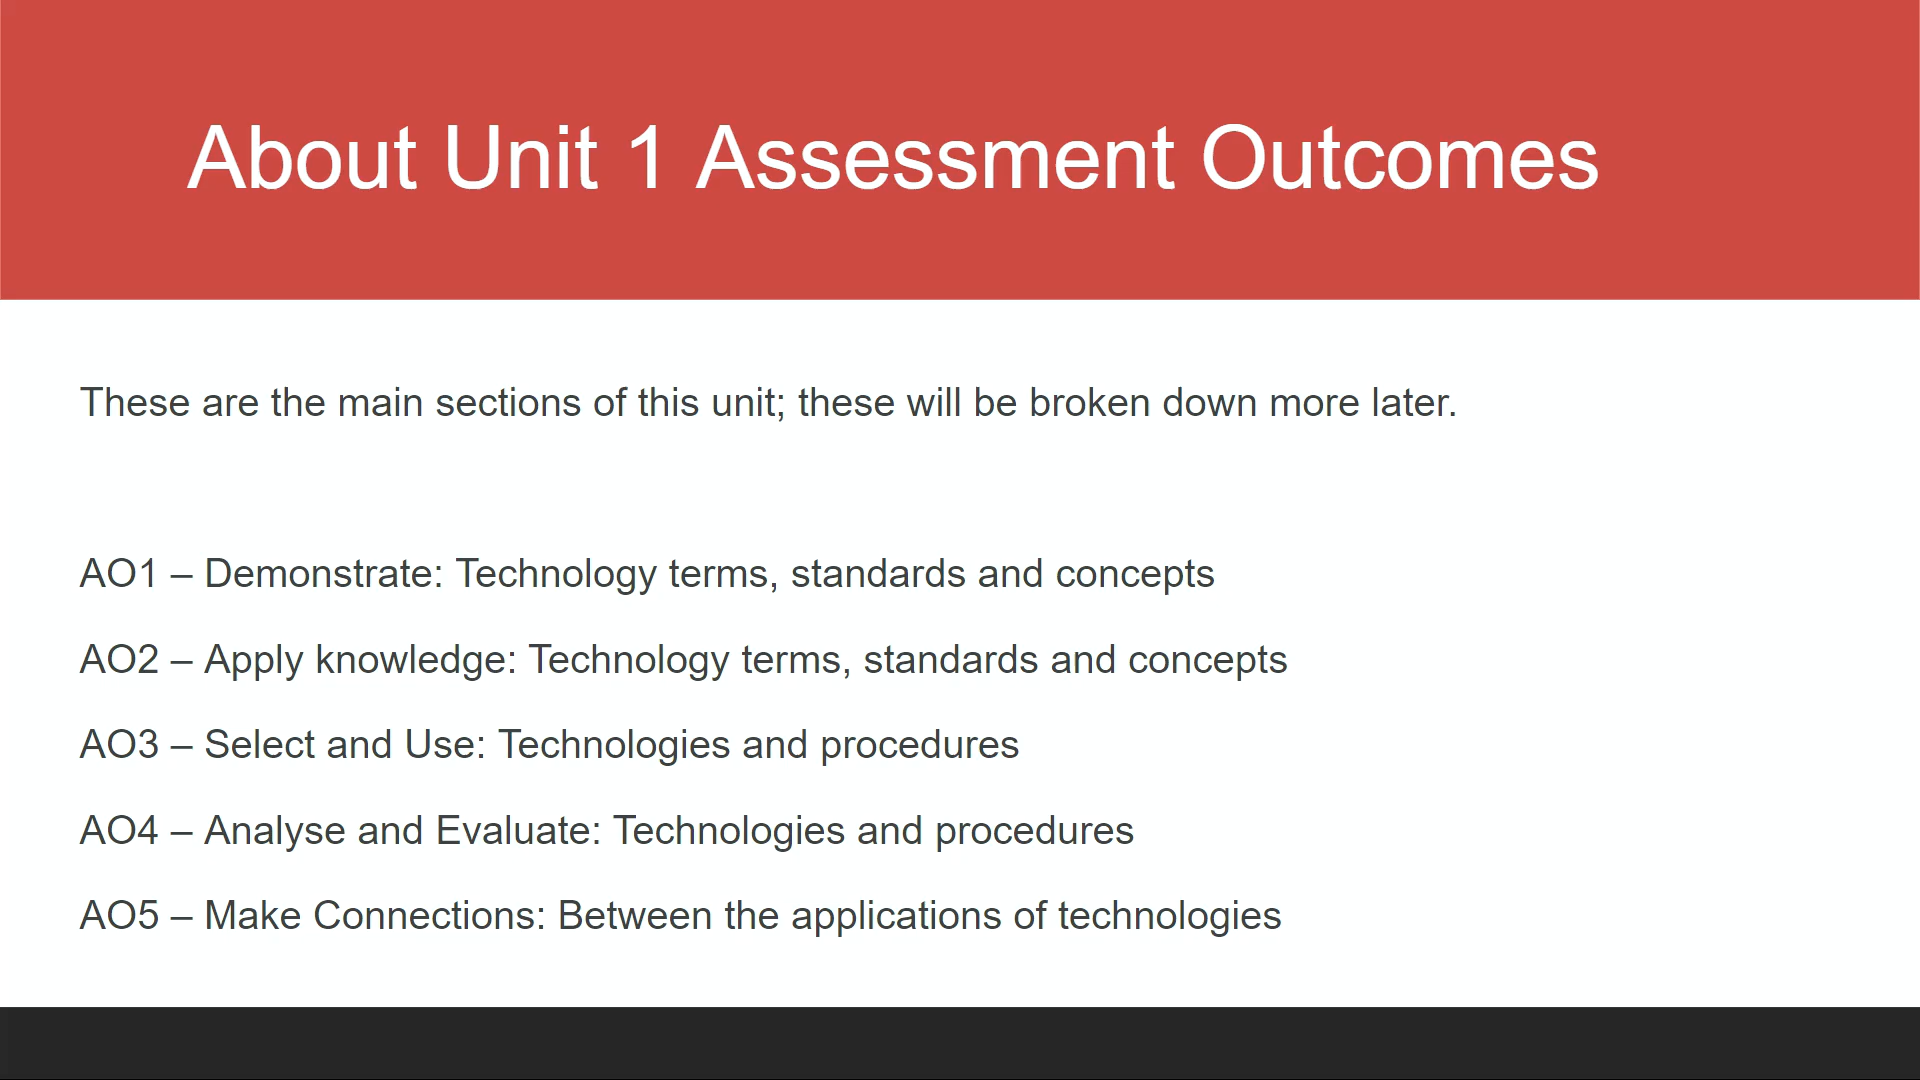 About Unit 1 Assessment Outcomes
These are the main sections of this unit; these will be broken down more later.
AO1 – Demonstrate: Technology terms, standards and concepts
AO2 – Apply knowledge: Technology terms, standards and concepts
AO3 – Select and Use: Technologies and procedures
AO4 – Analyse and Evaluate: Technologies and procedures
AO5 – Make Connections: Between the applications of technologies